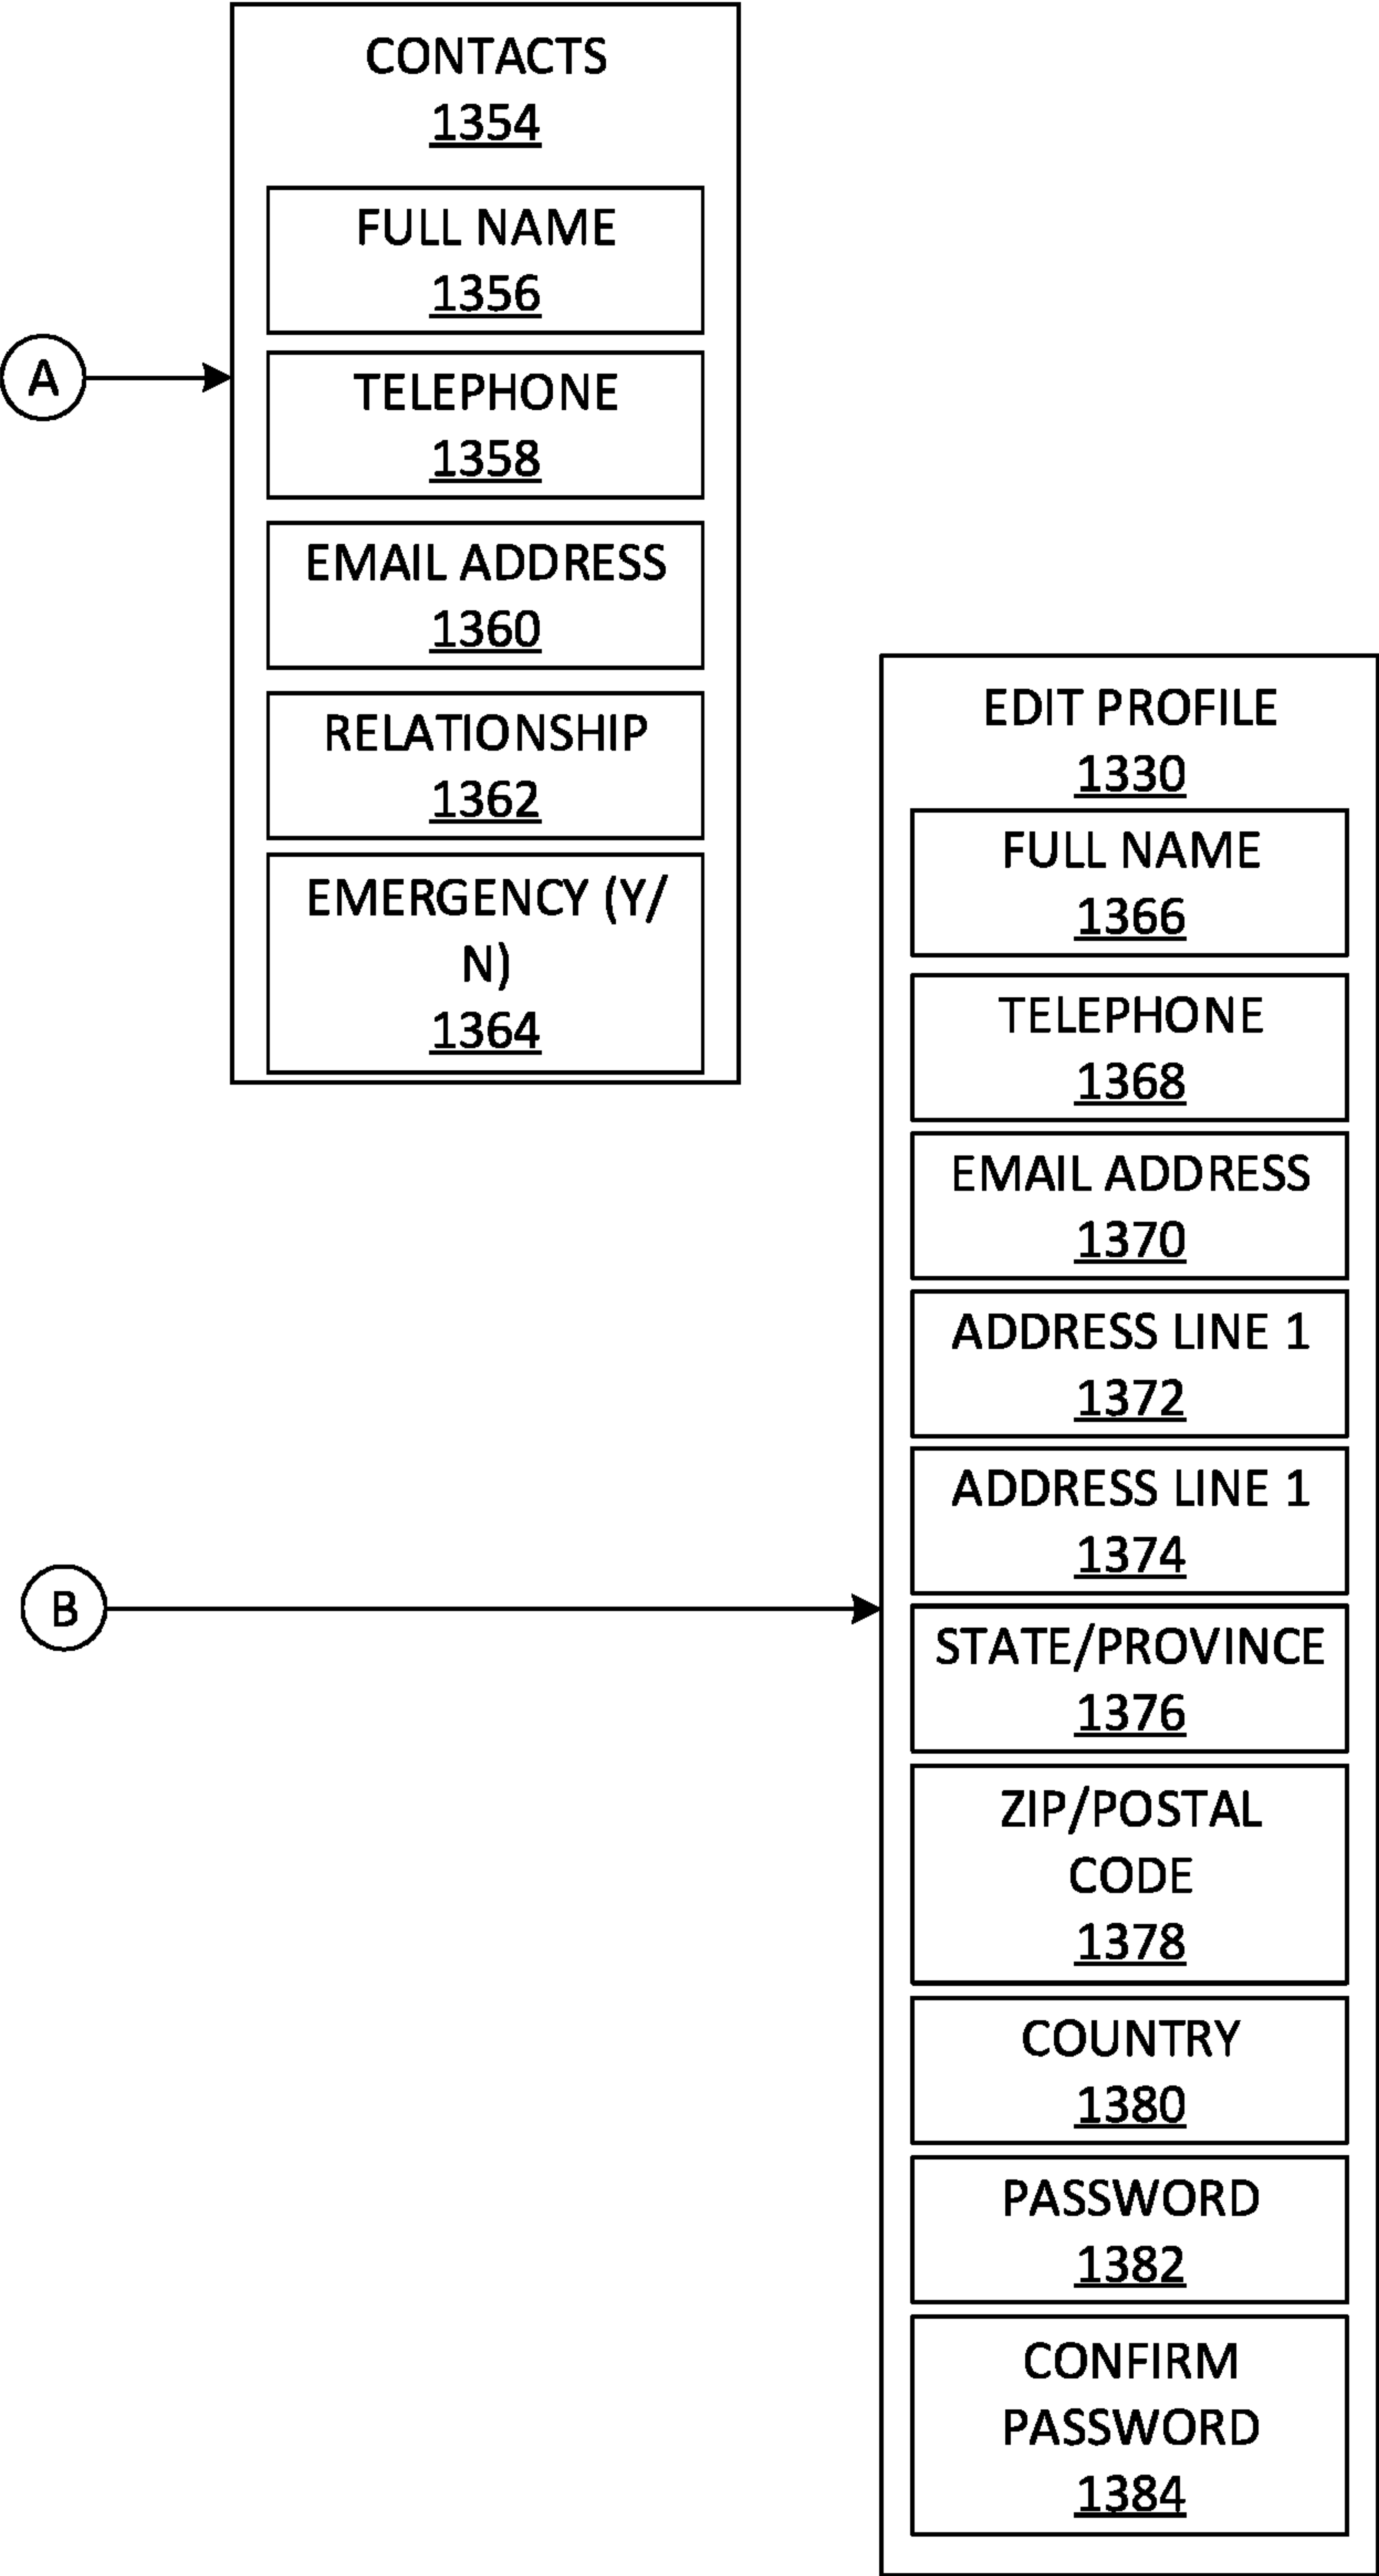 CONTACTS
1354
FULL NAME
1356
A
TELEPHONE
1358
EMAIL ADDRESS
1360
RELATIONSHIP
1362
EMERGENCY (Y/
N)
1364
EDIT PROFILE
1330
FULL NAME
1366
TELEPHONE
1368
EMAIL ADDRESS
1370
ADDRESS LINE 1
1372
ADDRESS LINE 1
1374
B
STATE/PROVINCE
1376
ZIP/POSTAL
CODE
1378
COUNTRY
1380
PASSWORD
1382
CONFIRM
PASSWORD
1384